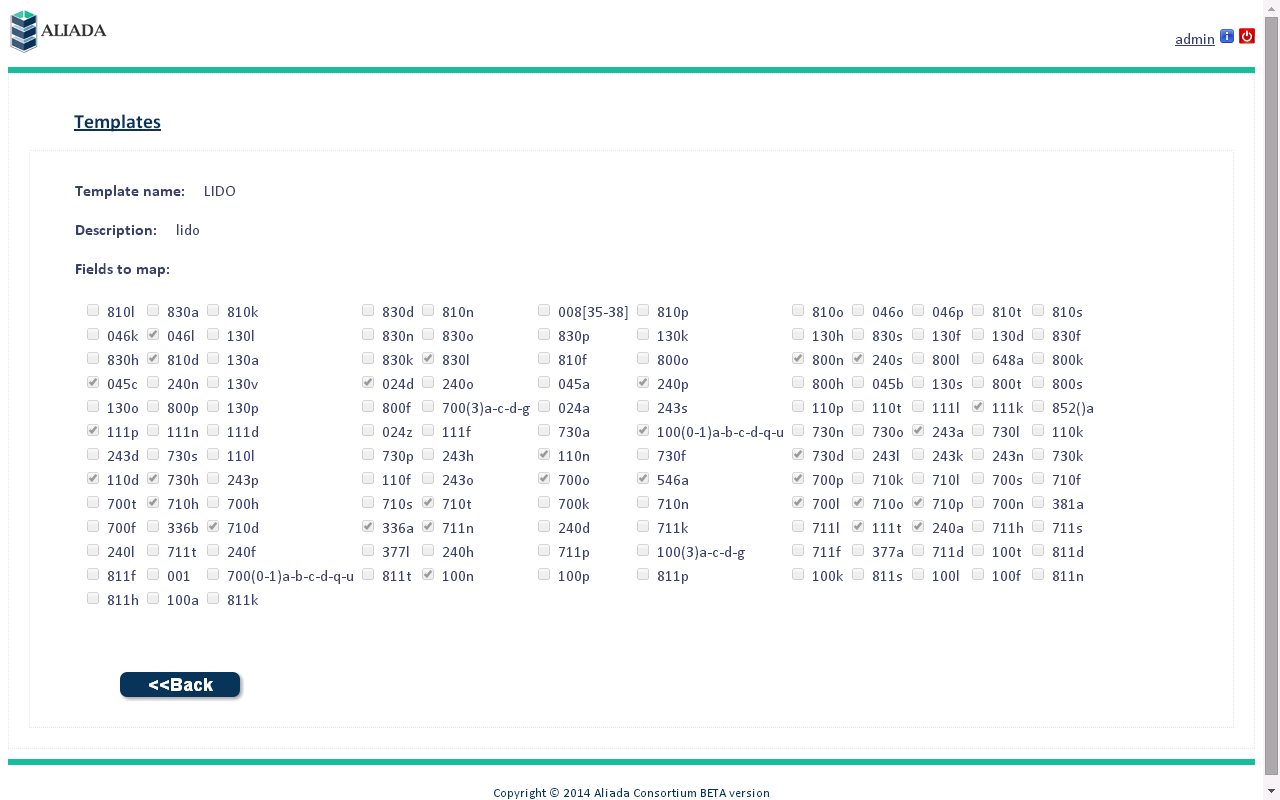 ALIADA
admin
Templates
Template name: LIDO
Description: lido
Fields to map:
810l 830a 810k 830d 810n 008[35-38] 810p 810o 046o 046p 810t 810s
046k 046l 130l 830n 830o 830p 130k 130h 830s 130f 130d 830f
830h 810d 130a 830k 830l 810f 800o 800n 240s 800l 648a 800k
045c 240n 130v 024d 240o 045a 240p 800h 045b 130s 800t 800s
130o 800p 130p 800f 700(3)a-c-d-g 024a 243s 110p 110t 111l 111k 852()a
111p 111n 111d 024z 111f 730a 100(0-1)a-b-c-d-q-u 730n 730o 243a 730l 110k
243d 730s 110l 730p 243h 110n 730f 730d 243l 243k 243n 730k
110d 730h 243p 110f 243o 700o 546a 700p 710k 710l 700s 710f
700t 710h 700h 710s 710t 700k 710n 700l 710o 710p 700n 381a
700f 336b 710d 336a 711n 240d 711k 711l 111t 240a 711h 711s
240l 711t 240f 377l 240h 711p 100(3)a-c-d-g 711f 377a 711d 100t 811d
811f 001 700(0-1)a-b-c-d-q-u 811t 100n 100p 811p 100k 811s 100l 100f 811n
811h 100a 811k
<<Back
Copyright © 2014 Aliada Consortium BETA version